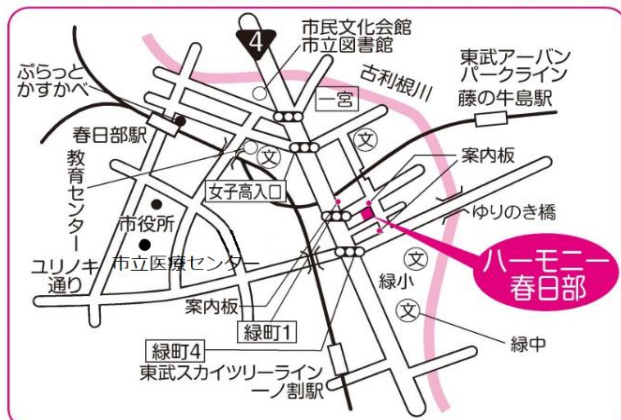 4
市民文化会館
市立図書館
ぷらっと
かすかべ
一宮
古利根川
東武アーバン
パークライン
藤の牛島駅
春日部駅
文
案内板
教育センター
女子高入口
市役所
ゆりのき橋
市立医療センター
ユリノキ
通り
ハーモニー
春日部
案内板
緑小
文
緑町1
文
緑町4
緑中
東武スカイツリーライン
一ノ割駅
文